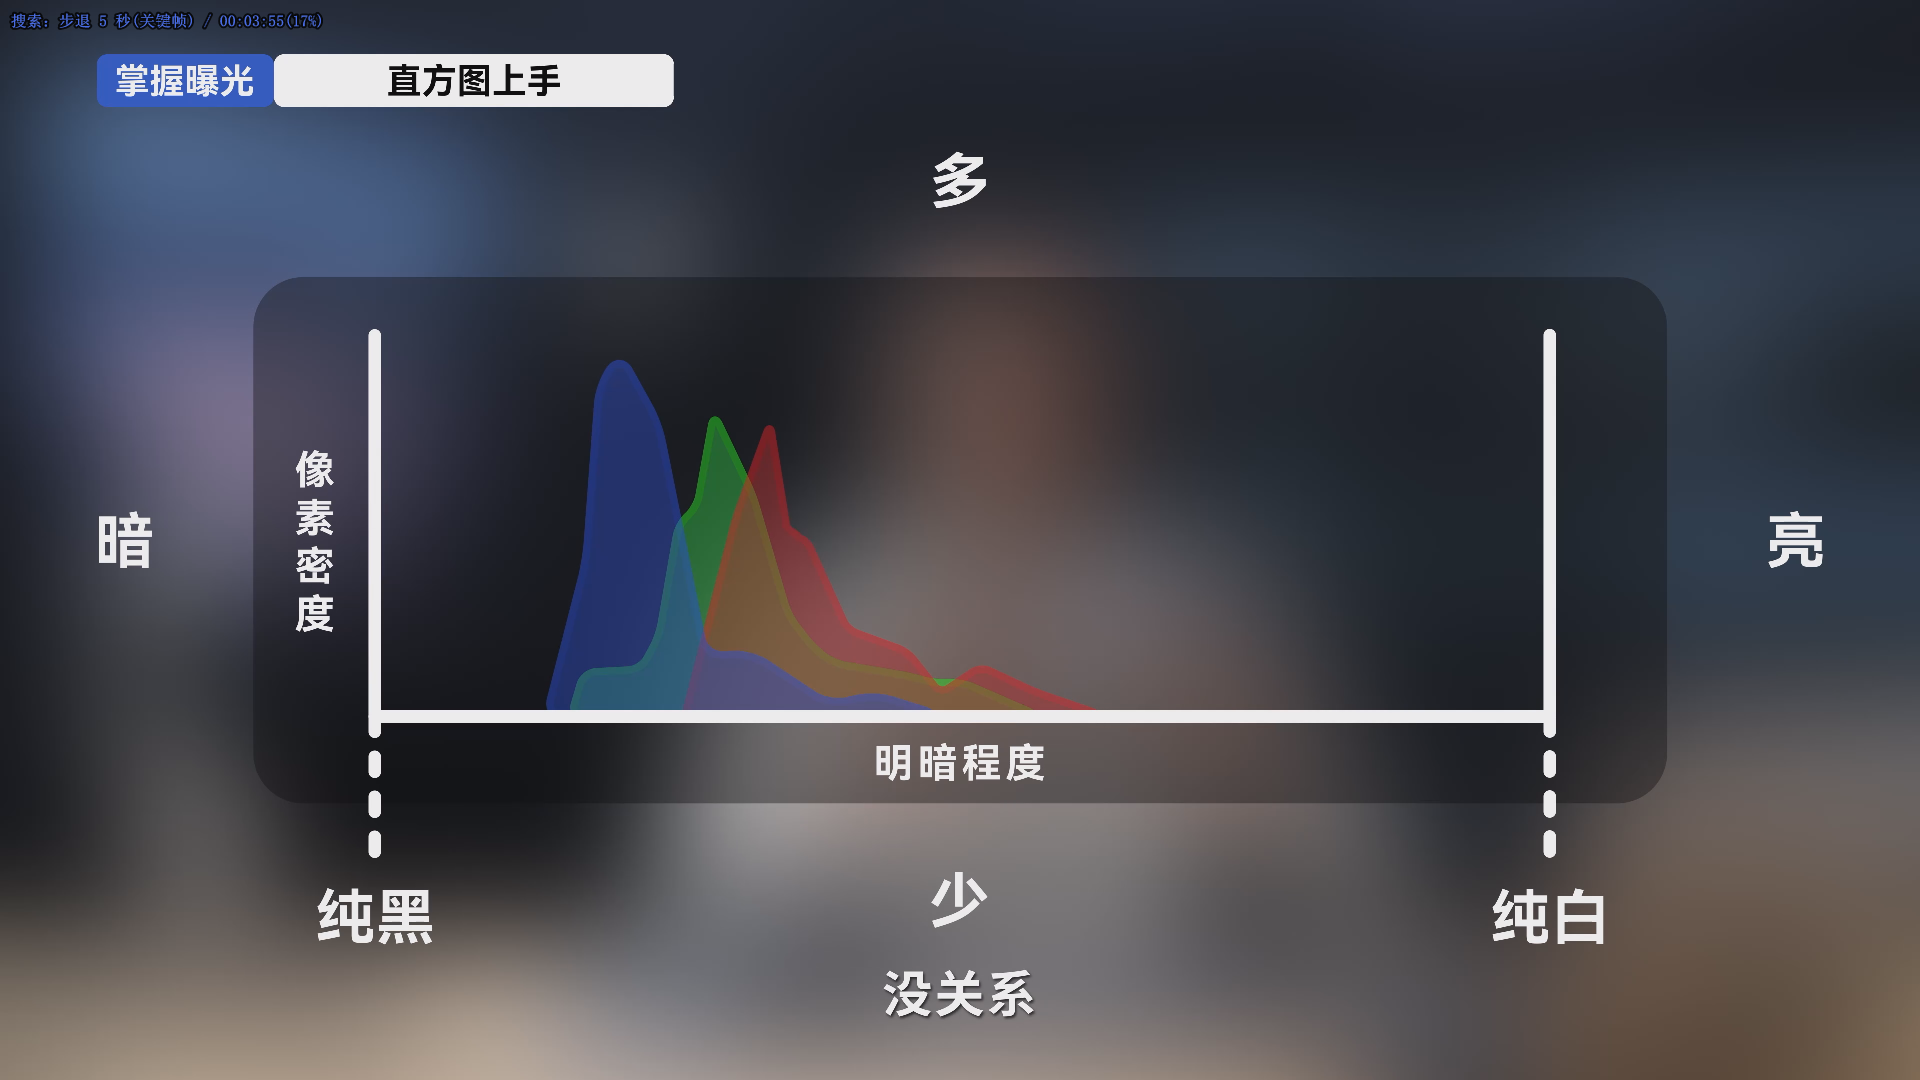 搜索: 步退 5 秒(关键帧) / 00:03:55(17%)
掌握曝光
直方图上手
多
暗
像素密度
亮
明暗程度
纯黑
少
纯白
没关系